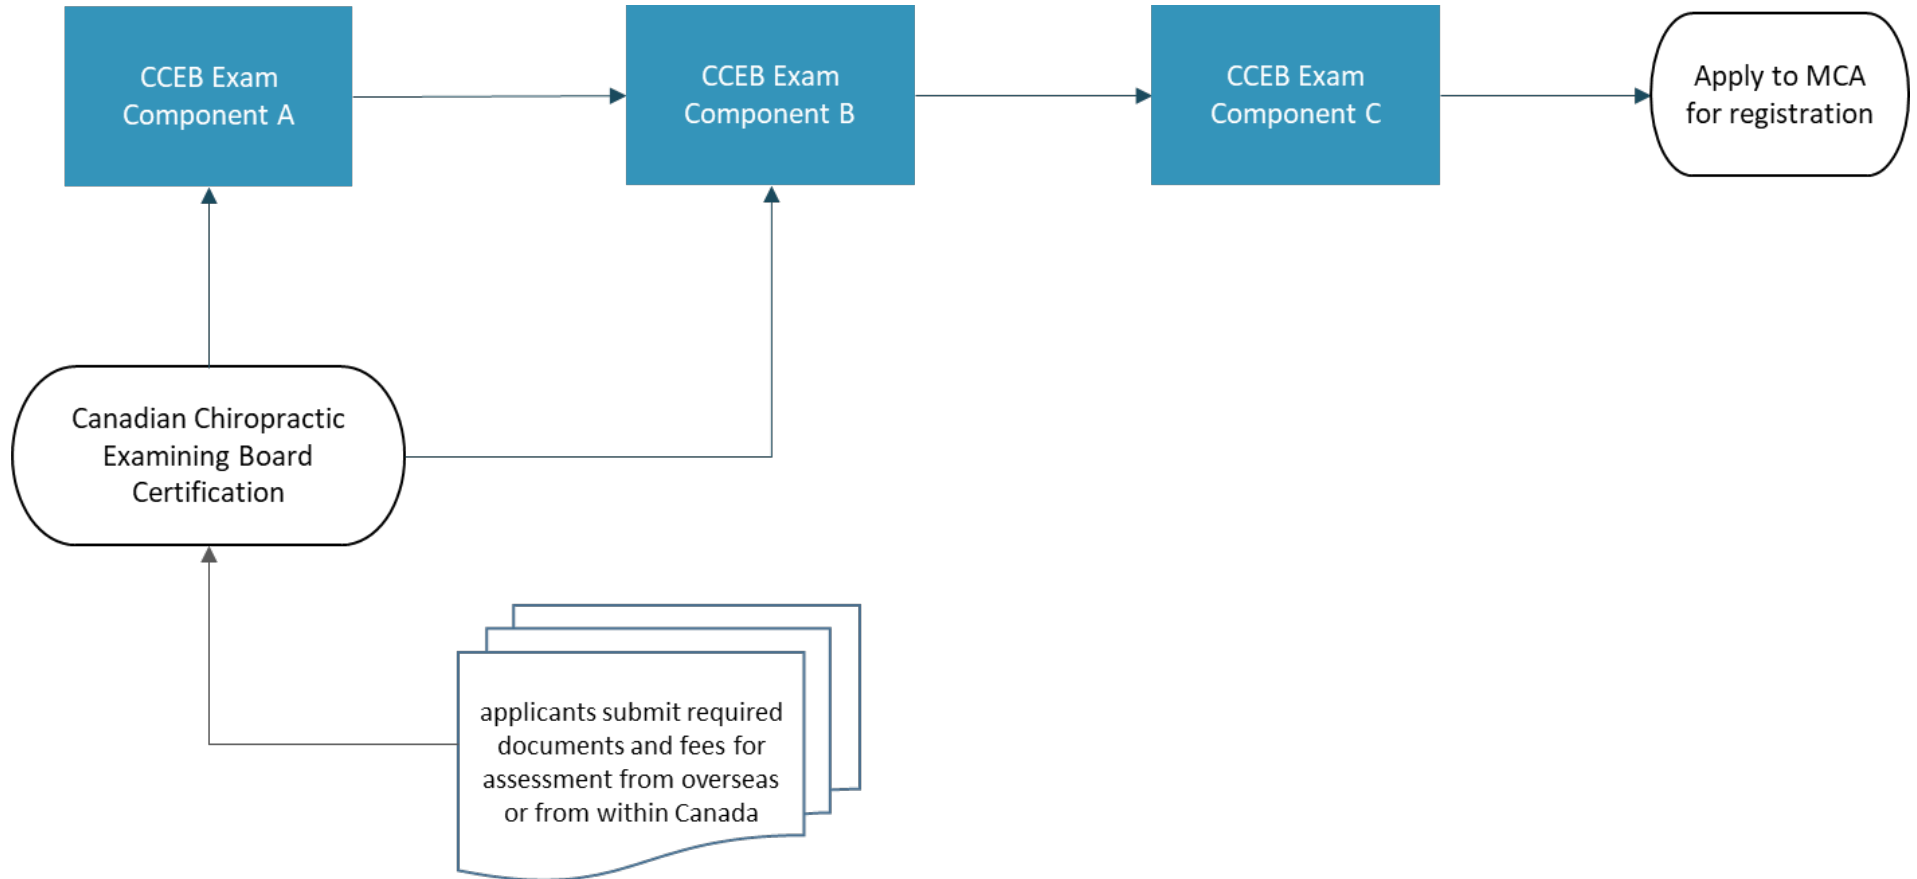 CCEB Exam
Component A
CCEB Exam
Component B
CCEB Exam
Component C
Apply to MCA
for registration
Canadian Chiropractic
Examining Board
Certification
applicants submit required
documents and fees for
assessment from overseas
or from within Canada